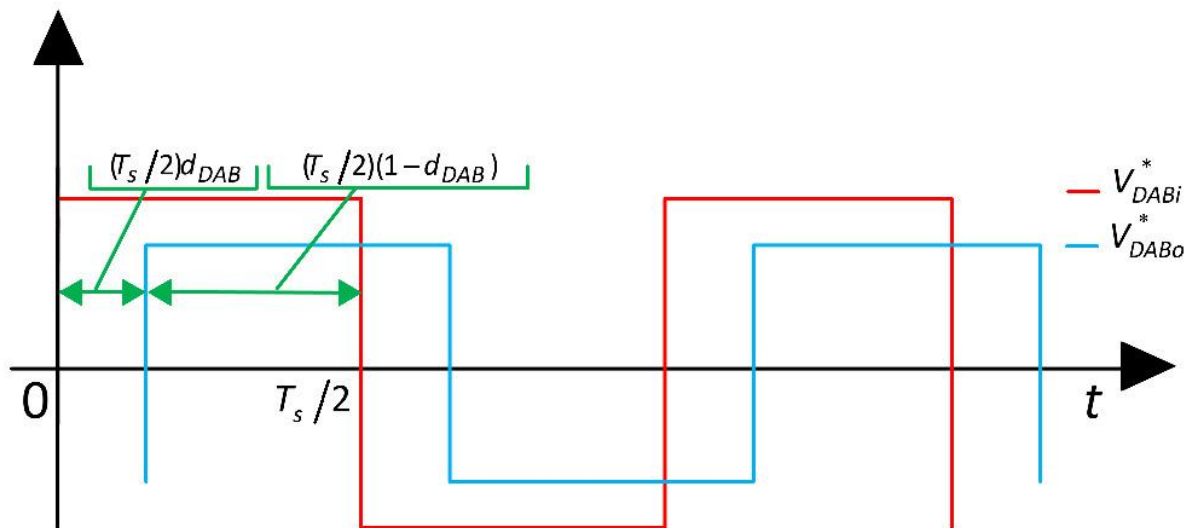 (T_s/2)d_DAB (T_s/2)(1-d_DAB)
V*_DABi
V*_DABo
0 T_s/2 t